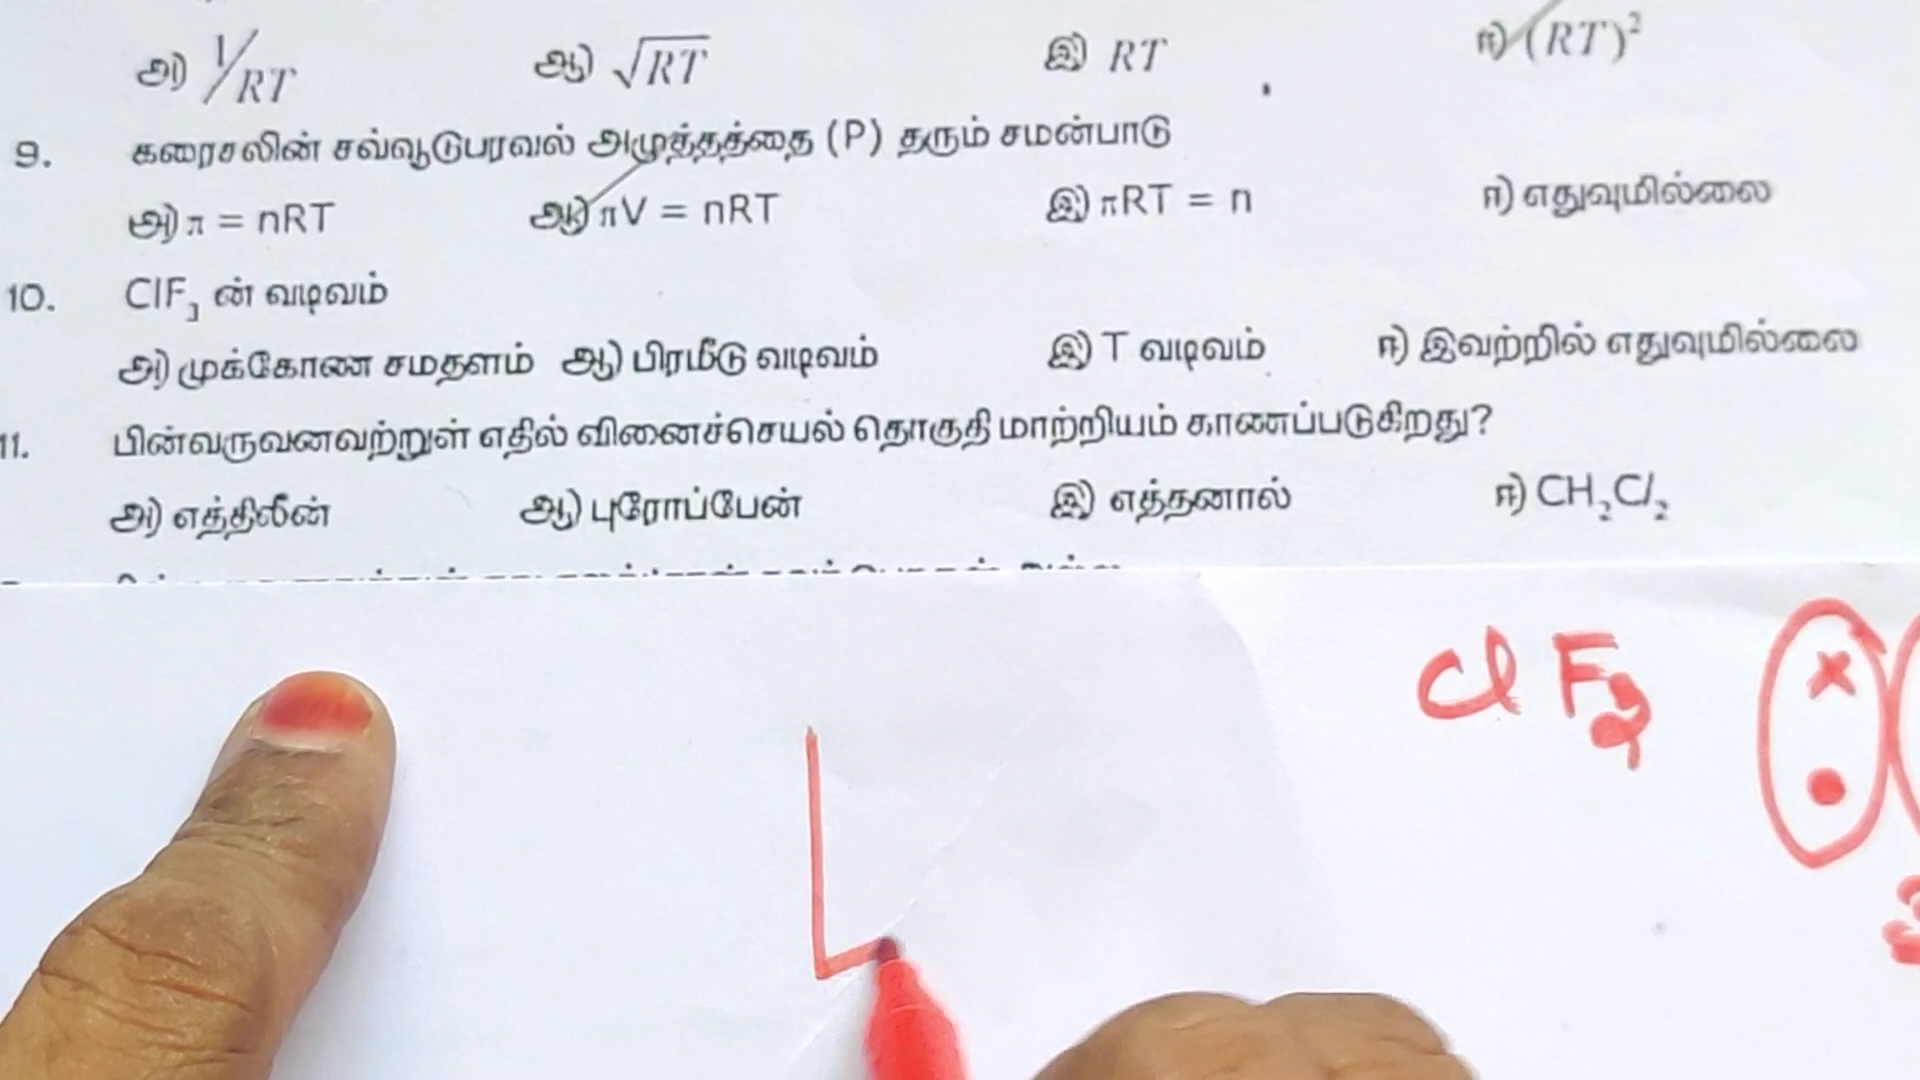 அ) 1/RT ஆ) √RT இ) RT ஈ) (RT)²
9. கரைசலின் சவ்வூடுபரவல் அழுத்தத்தை (P) தரும் சமன்பாடு
அ) π = nRT ஆ) πV = nRT இ) πRT = n ஈ) எதுவுமில்லை
10. ClF₃ ன் வடிவம்
அ) முக்கோண சமதளம் ஆ) பிரமீடு வடிவம் இ) T வடிவம் ஈ) இவற்றில் எதுவுமில்லை
11. பின்வருவனவற்றுள் எதில் வினைச்செயல் தொகுதி மாற்றியம் காணப்படுகிறது?
அ) எத்திலீன் ஆ) புரோப்பேன் இ) எத்தனால் ஈ) CH₂Cl₂
Cl F₃